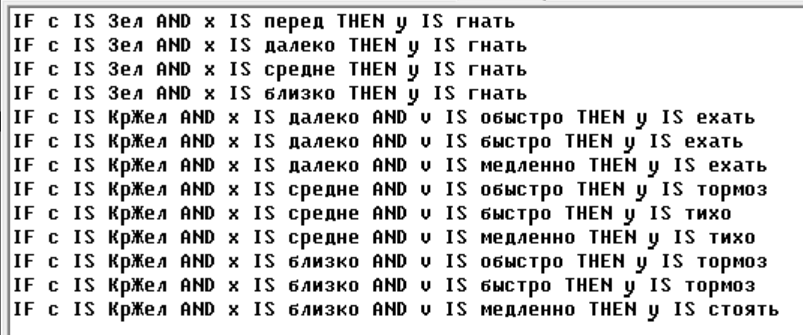 IF c IS Зел AND x IS перед THEN y IS гнать
IF c IS Зел AND x IS далеко THEN y IS гнать
IF c IS Зел AND x IS средне THEN y IS гнать
IF c IS Зел AND x IS близко THEN y IS гнать
IF c IS КрЖел AND x IS далеко AND v IS обыстро THEN y IS ехать
IF c IS КрЖел AND x IS далеко AND v IS быстро THEN y IS ехать
IF c IS КрЖел AND x IS далеко AND v IS медленно THEN y IS ехать
IF c IS КрЖел AND x IS средне AND v IS обыстро THEN y IS тормоз
IF c IS КрЖел AND x IS средне AND v IS быстро THEN y IS тихо
IF c IS КрЖел AND x IS средне AND v IS медленно THEN y IS тихо
IF c IS КрЖел AND x IS близко AND v IS обыстро THEN y IS тормоз
IF c IS КрЖел AND x IS близко AND v IS быстро THEN y IS тормоз
IF c IS КрЖел AND x IS близко AND v IS медленно THEN y IS стоять